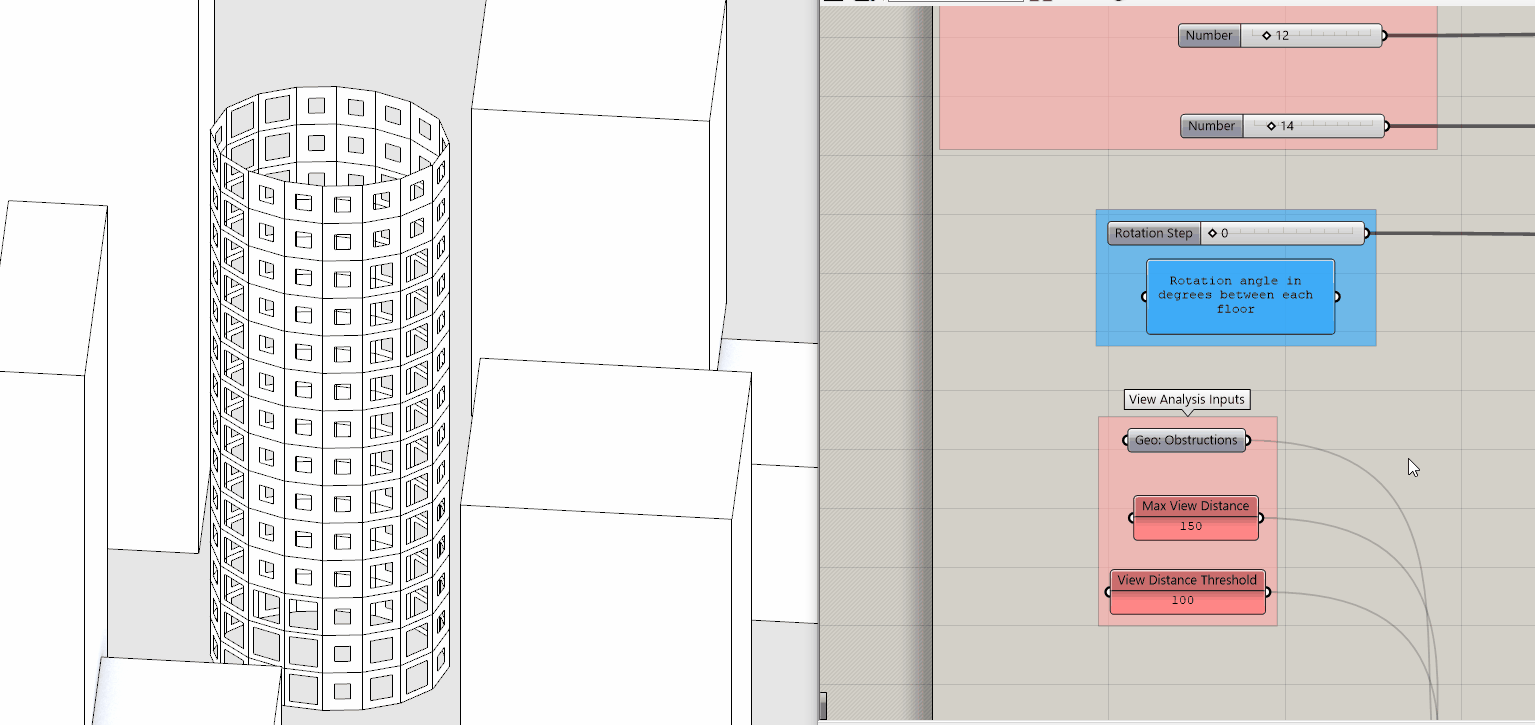 Number 12
Number 14
Rotation Step 0
Rotation angle in
degrees between each
floor
View Analysis Inputs
Geo: Obstructions
Max View Distance
150
View Distance Threshold
100